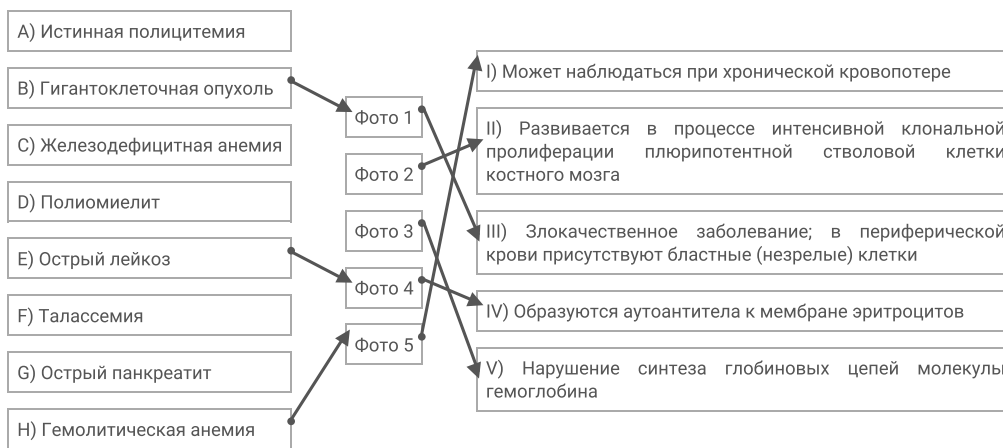 A) Истинная полицитемия
B) Гигантоклеточная опухоль
C) Железодефицитная анемия
D) Полиомиелит
E) Острый лейкоз
F) Талассемия
G) Острый панкреатит
H) Гемолитическая анемия
Фото 1
Фото 2
Фото 3
Фото 4
Фото 5
I) Может наблюдаться при хронической кровопотере
II) Развивается в процессе интенсивной клональной
пролиферации плюрипотентной стволовой клетки
костного мозга
III) Злокачественное заболевание; в периферической
крови присутствуют бластные (незрелые) клетки
IV) Образуются аутоантитела к мембране эритроцитов
V) Нарушение синтеза глобиновых цепей молекулы
гемоглобина